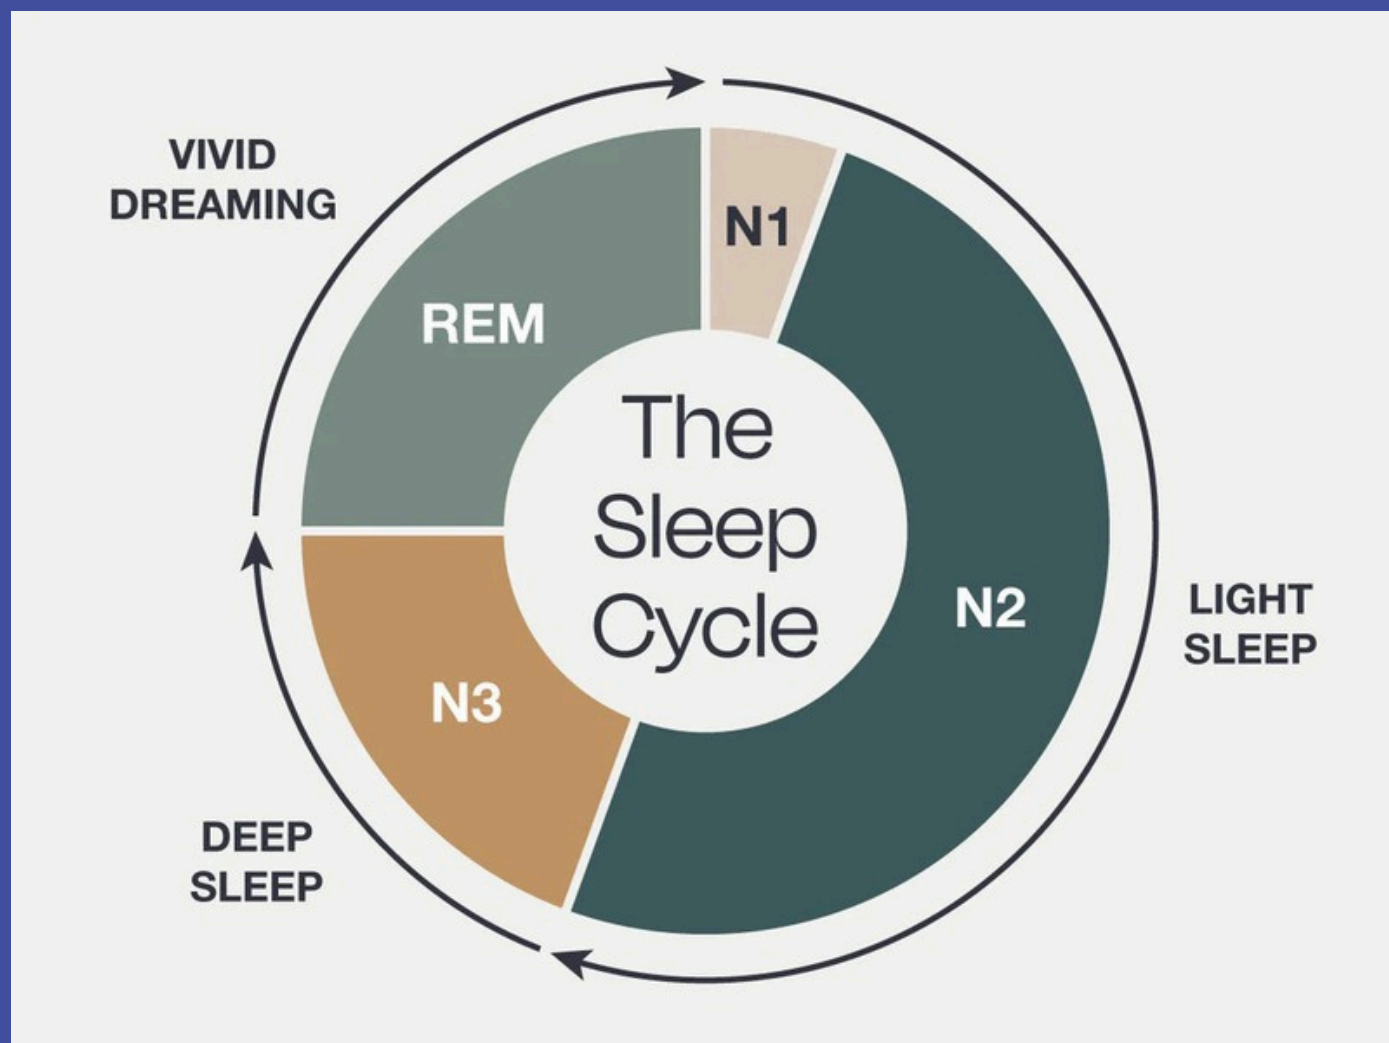 The
Sleep
Cycle
N1
N2
N3
REM
LIGHT
SLEEP
DEEP
SLEEP
VIVID
DREAMING